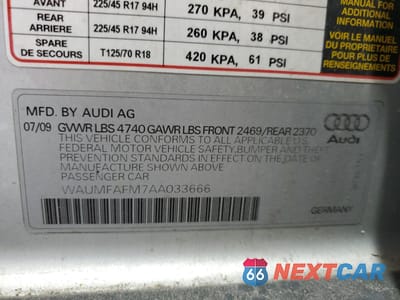 AVANT 225/45 R17 94H 270 KPA, 39 PSI
REAR
ARRIERE 225/45 R17 94H 260 KPA, 38 PSI
SPARE
DE SECOURS T125/70 R18 420 KPA, 61 PSI
MANUAL FOR
ADDITIONAL
INFORMATION
VOIR LE MANUEL
DU PROPRIETAIRE
POUR PLUS DE
RENSEIGNEMENTS
MFD. BY AUDI AG
07/09 GVWR LBS 4740 GAWR LBS FRONT 2469/REAR 2370
THIS VEHICLE CONFORMS TO ALL APPLICABLE
FEDERAL MOTOR VEHICLE SAFETY,BUMPER AND THEFT
PREVENTION STANDARDS IN EFFECT ON THE DATE OF
MANUFACTURE SHOWN ABOVE
PASSENGER CAR
WAUMFAFM7AA033666
Audi
GERMANY
66 NEXTCAR